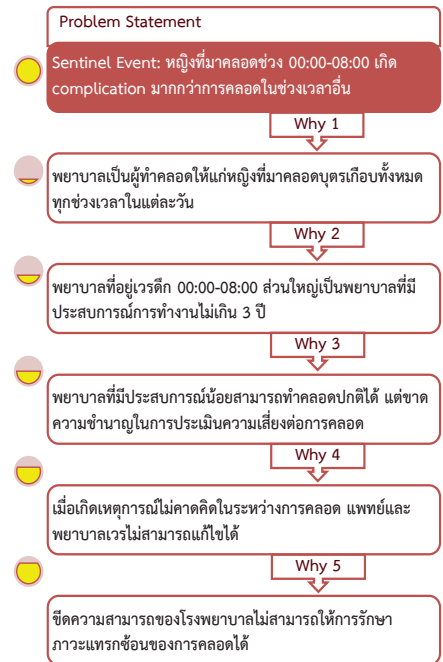 Problem Statement
Sentinel Event: หญิงที่มาคลอดช่วง 00:00-08:00 เกิด
complication มากกว่าการคลอดในช่วงเวลาอื่น
Why 1
พยาบาลเป็นผู้ทำคลอดให้แก่หญิงที่มาคลอดบุตรเกือบทั้งหมด
ทุกช่วงเวลาในแต่ละวัน
Why 2
พยาบาลที่อยู่เวรดึก 00:00-08:00 ส่วนใหญ่เป็นพยาบาลที่มี
ประสบการณ์การทำงานไม่เกิน 3 ปี
Why 3
พยาบาลที่มีประสบการณ์น้อยสามารถทำคลอดปกติได้ แต่ขาด
ความชำนาญในการประเมินความเสี่ยงต่อการคลอด
Why 4
เมื่อเกิดเหตุการณ์ไม่คาดคิดในระหว่างการคลอด แพทย์และ
พยาบาลเวรไม่สามารถแก้ไขได้
Why 5
ขีดความสามารถของโรงพยาบาลไม่สามารถให้การรักษา
ภาวะแทรกซ้อนของการคลอดได้